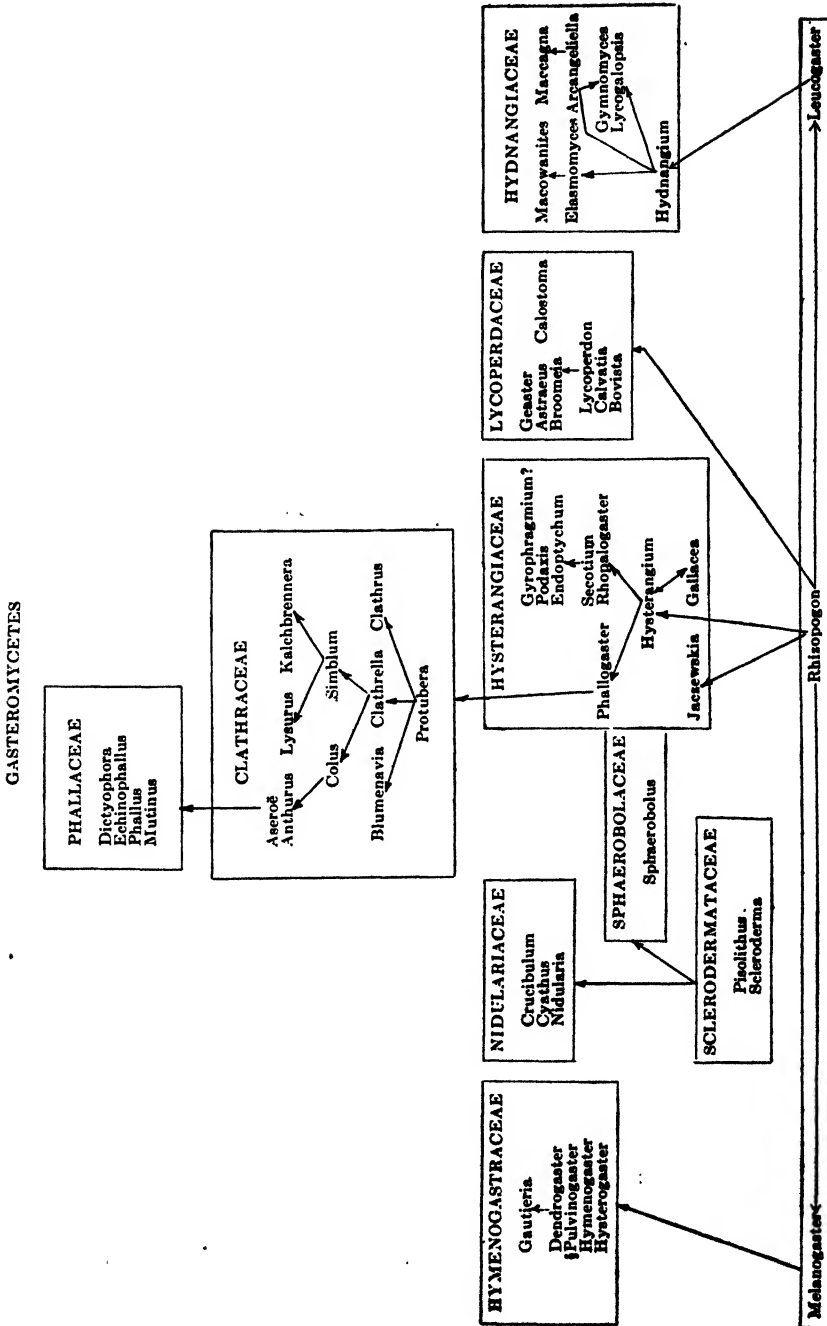 GASTEROMYCETES
PHALLACEAE
Dictyophora
Echinophallus
Phallus
Mutinus
CLATHRACEAE
Aseroë
Anthurus Lysurus Kalchbrennera
Colus Simblum
Blumenavia Clathrella Clathrus
Protubera
HYMENOGASTRACEAE
Gautieria
Dendrogaster
§Pulvinogaster
Hymenogaster
Hysterogaster
NIDULARIACEAE
Crucibulum
Cyathus
Nidularia
SPHAEROBOLACEAE
Sphaerobolus
SCLERODERMATACEAE
Pisolithus
Scleroderma
HYSTERANGIACEAE
Gyrophragmium?
Podaxis
Endoptychum
Phallogaster Secotium
Rhopalogaster
Hysterangium
Jaczewskia Gallacea
LYCOPERDACEAE
Geaster
Astraeus Calostoma
Broomeia
Lycoperdon
Calvatia
Bovista
HYDNANGIACEAE
Macowanites Maccagna
Elasmomyces Arcangeliella
Gymnomyces
Lycogalopsis
Hydnangium
Melanogaster Rhizopogon Leucogaster